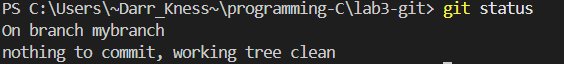 PS C:\Users\~Darr_Kness~\programming-C\lab3-git> git status
On branch mybranch
nothing to commit, working tree clean